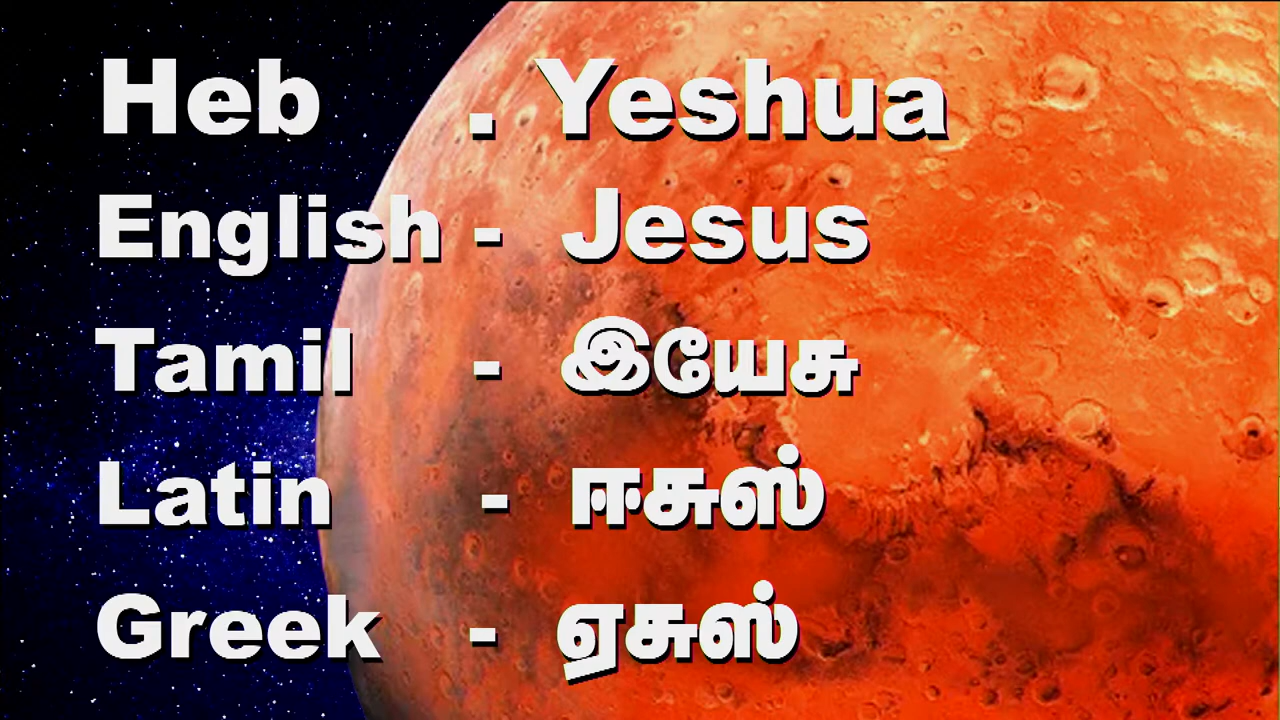 Heb . Yeshua
English - Jesus
Tamil - இயேசு
Latin - ஈசுஸ்
Greek - ஏசுஸ்